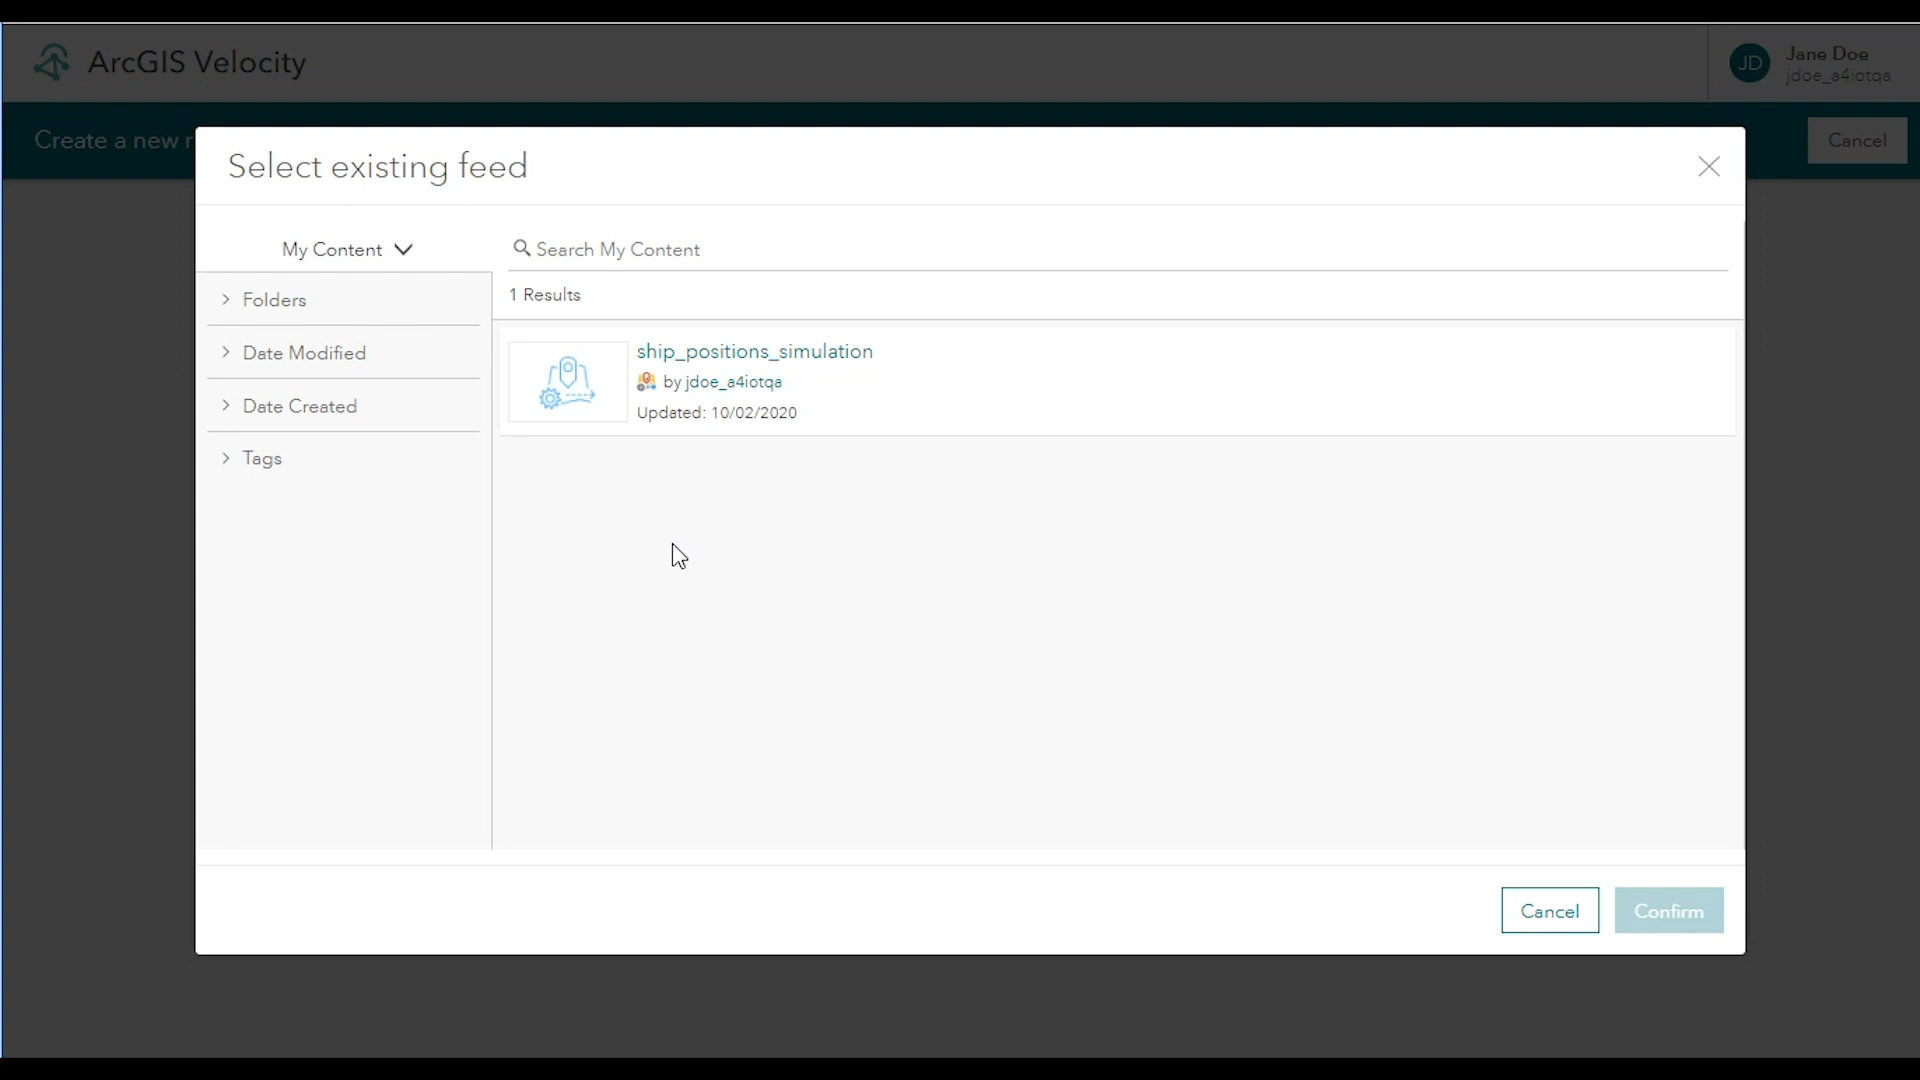 ArcGIS Velocity
JD
Jane Doe
jdoe_a4iotqa
Create a new r
Cancel
Select existing feed
My Content
Search My Content
Folders
1 Results
Date Modified
ship_positions_simulation
by jdoe_a4iotqa
Updated: 10/02/2020
Date Created
Tags
Cancel
Confirm